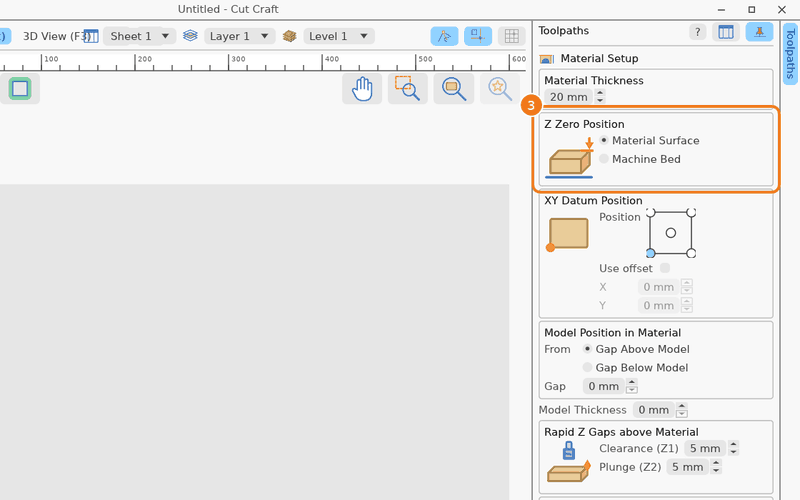 Untitled - Cut Craft
3D View (F3) Sheet 1 Layer 1 Level 1
100 200 300 400 500 600
Toolpaths
?
Toolpaths
Material Setup
Material Thickness
20 mm
3
Z Zero Position
Material Surface
Machine Bed
XY Datum Position
Position
Use offset
X 0 mm
Y 0 mm
Model Position in Material
From Gap Above Model
Gap Below Model
Gap 0 mm
Model Thickness 0 mm
Rapid Z Gaps above Material
Clearance (Z1) 5 mm
Plunge (Z2) 5 mm